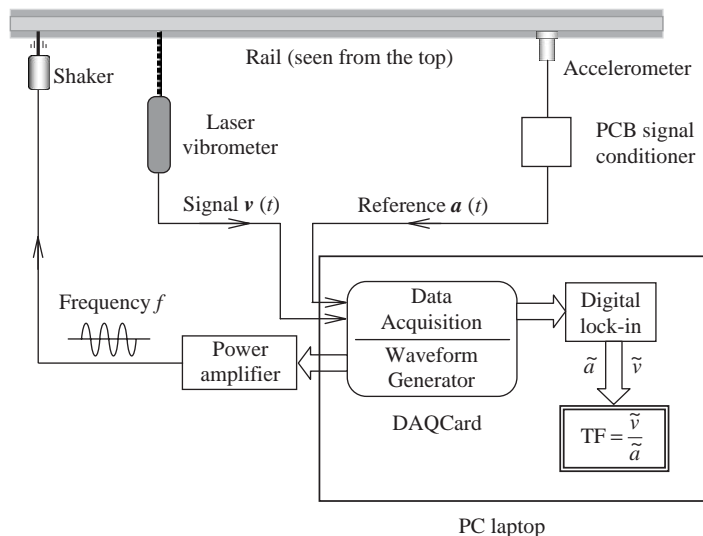 Rail (seen from the top)
Shaker
Accelerometer
Laser
vibrometer
PCB signal
conditioner
Signal v (t)
Reference a (t)
Frequency f
Data
Acquisition
Waveform
Generator
Digital
lock-in
Power
amplifier
ã ṽ
DAQCard
TF = ṽ / ã
PC laptop